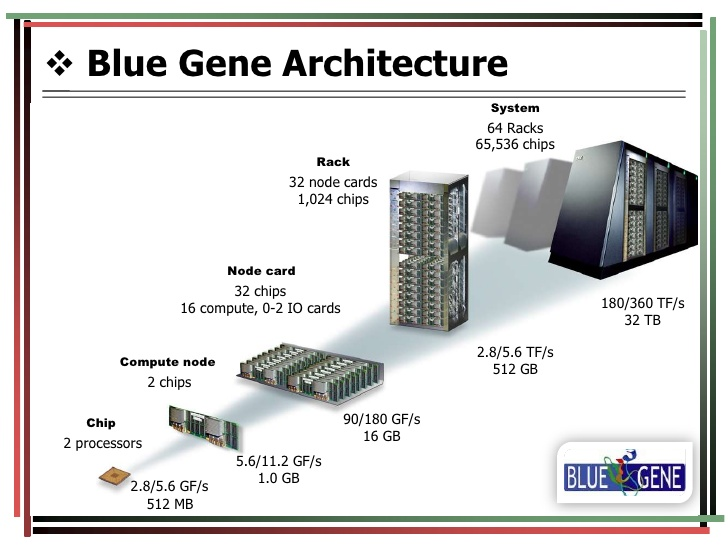 ❖ Blue Gene Architecture
System
64 Racks
65,536 chips
Rack
32 node cards
1,024 chips
Node card
32 chips
16 compute, 0-2 IO cards
180/360 TF/s
32 TB
Compute node
2 chips
2.8/5.6 TF/s
512 GB
Chip
2 processors
90/180 GF/s
16 GB
5.6/11.2 GF/s
1.0 GB
2.8/5.6 GF/s
512 MB
BLUE GENE